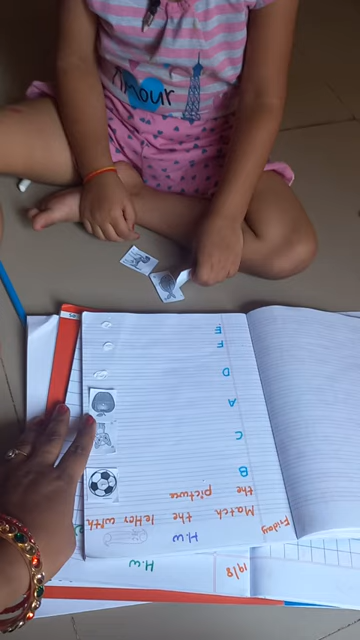 Amour
H.W
19/8
H.W
Friday
Match the letter with
the picture
B
C
A
D
F
E